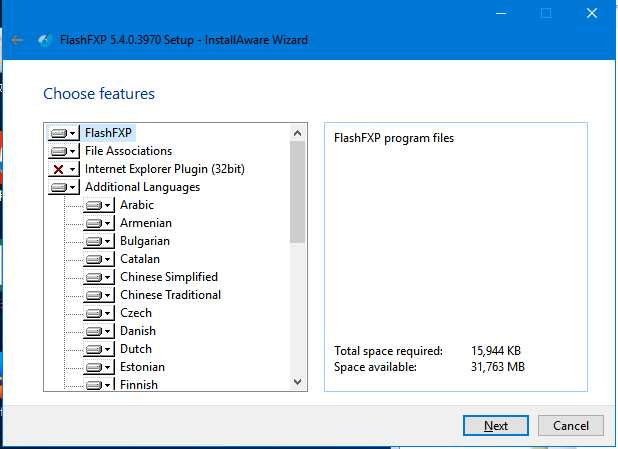 FlashFXP 5.4.0.3970 Setup - InstallAware Wizard
Choose features
FlashFXP
File Associations
Internet Explorer Plugin (32bit)
Additional Languages
Arabic
Armenian
Bulgarian
Catalan
Chinese Simplified
Chinese Traditional
Czech
Danish
Dutch
Estonian
Finnish
FlashFXP program files
Total space required: 15,944 KB
Space available: 31,763 MB
Next
Cancel